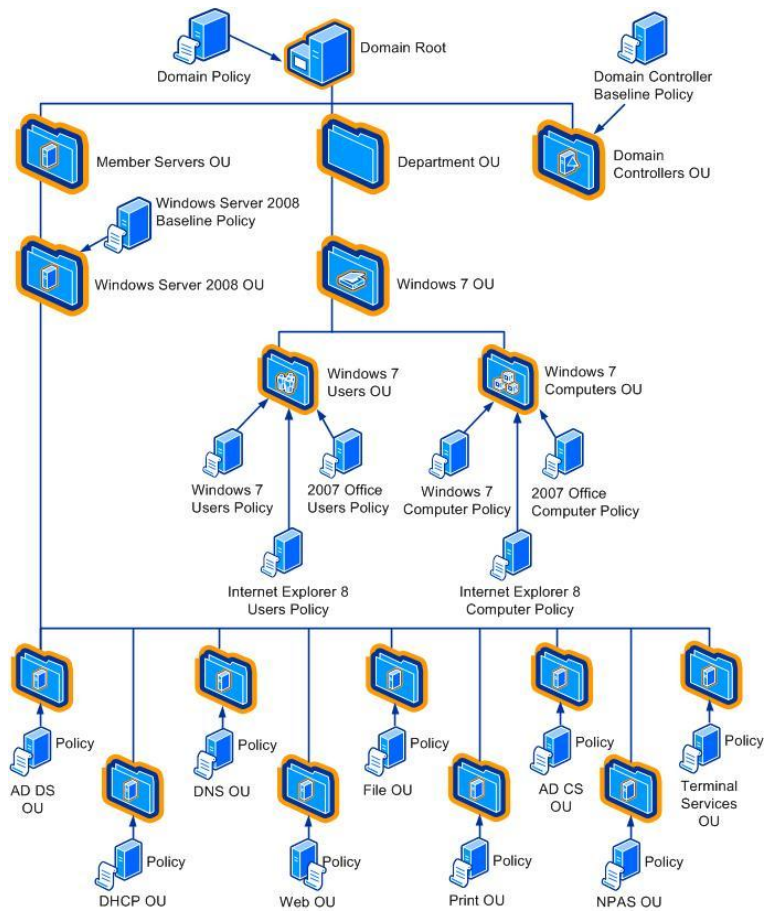 Domain Policy
Domain Root
Domain Controller
Baseline Policy
Member Servers OU
Department OU
Domain
Controllers OU
Windows Server 2008
Baseline Policy
Windows Server 2008 OU
Windows 7 OU
Windows 7
Users OU
Windows 7
Computers OU
Windows 7
Users Policy
2007 Office
Users Policy
Windows 7
Computer Policy
2007 Office
Computer Policy
Internet Explorer 8
Users Policy
Internet Explorer 8
Computer Policy
Policy
AD DS
OU
Policy
DNS OU
Policy
File OU
Policy
AD CS
OU
Policy
Terminal
Services
OU
Policy
DHCP OU
Policy
Web OU
Policy
Print OU
Policy
NPAS OU